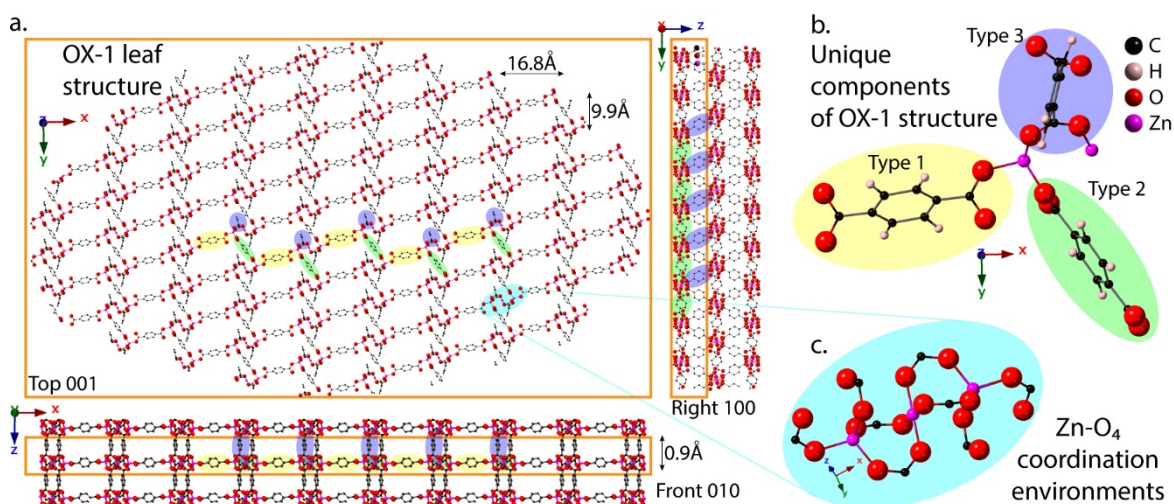 a.
OX-1 leaf
structure
z
x
y
16.8Å
9.9Å
Top 001
x
z
y
Right 100
y
x
z
0.9Å
Front 010
b.
Unique
components
of OX-1 structure
Type 3
C
H
O
Zn
Type 1
Type 2
z
x
y
c.
z
x
y
Zn-O4
coordination
environments